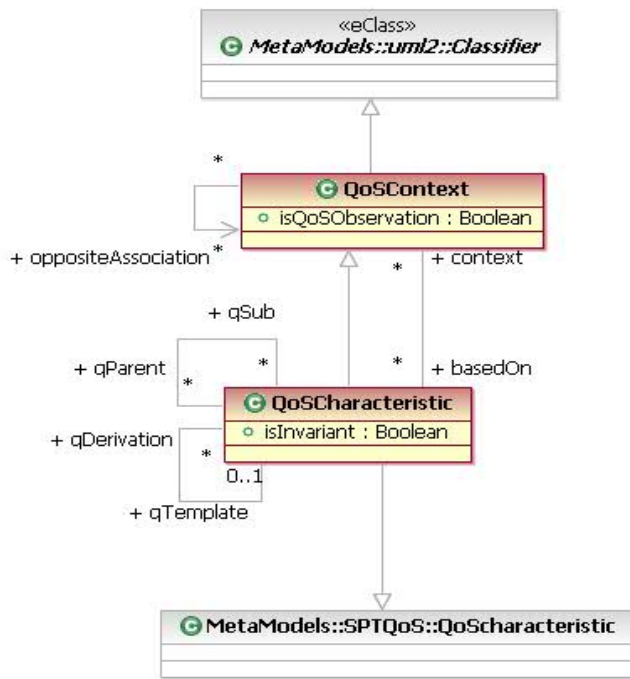 «eClass»
C MetaModels::uml2::Classifier
*
C QoSContext
isQoSObservation : Boolean
+ oppositeAssociation *
* + context
+ qSub
+ qParent * *
* + basedOn
C QoSCharacteristic
isInvariant : Boolean
+ qDerivation *
0..1
+ qTemplate
C MetaModels::SPTQoS::QoScharacteristic